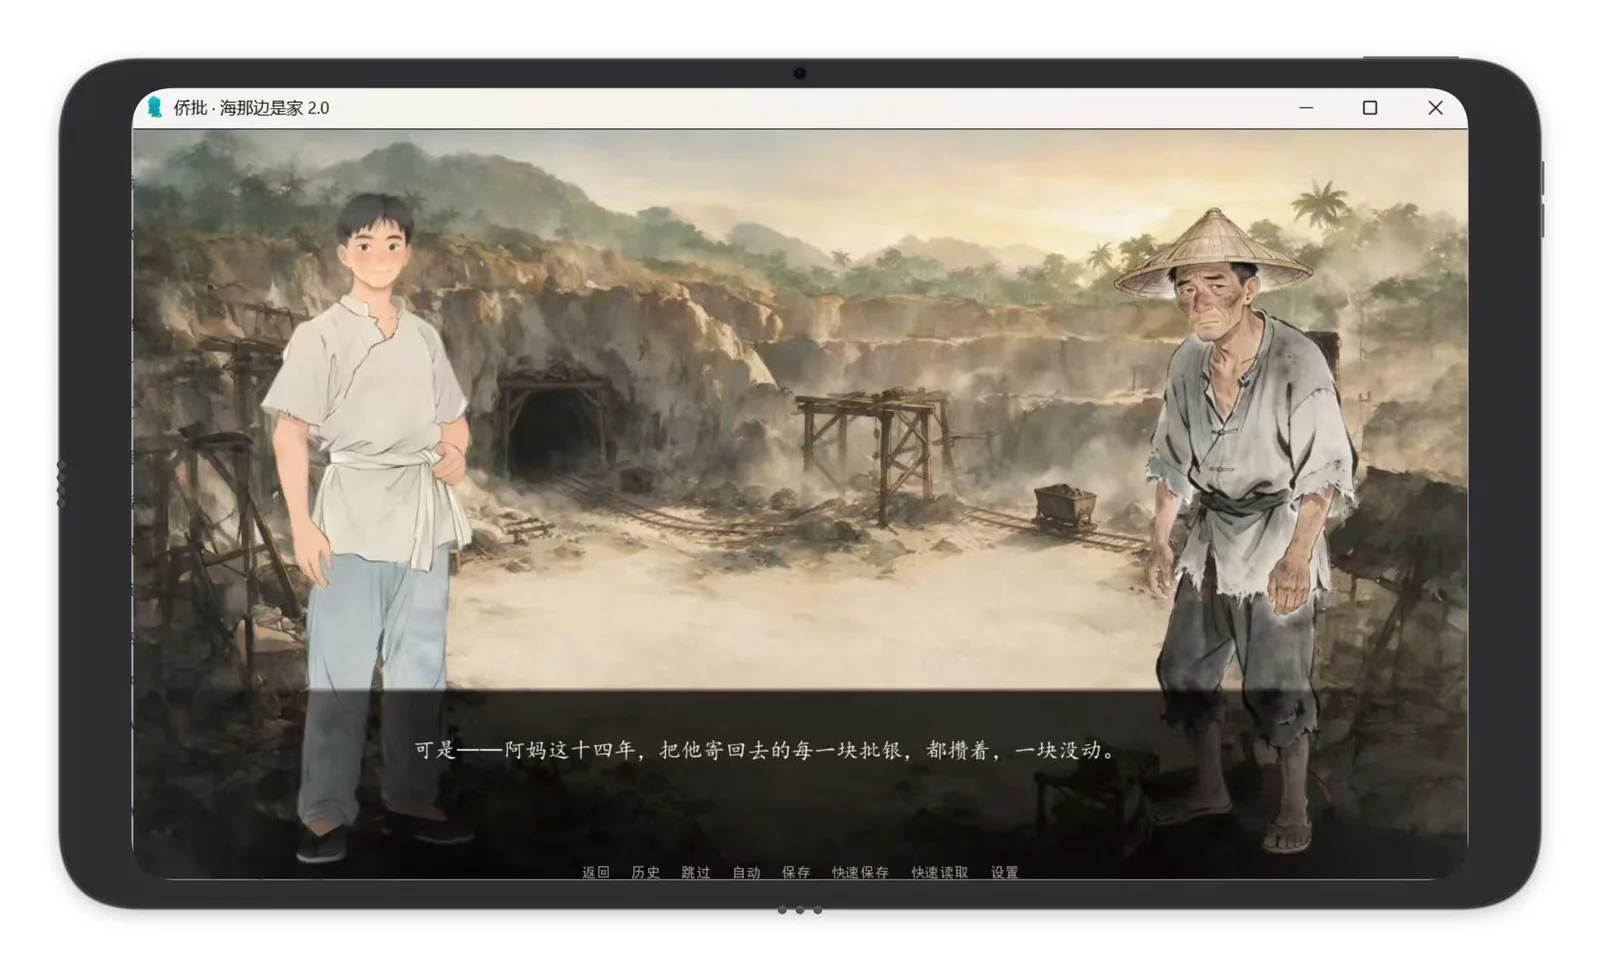 侨批 · 海那边是家 2.0
可是——阿妈这十四年，把他寄回去的每一块批银，都攒着，一块没动。
返回 历史 跳过 自动 保存 快速保存 快速读取 设置